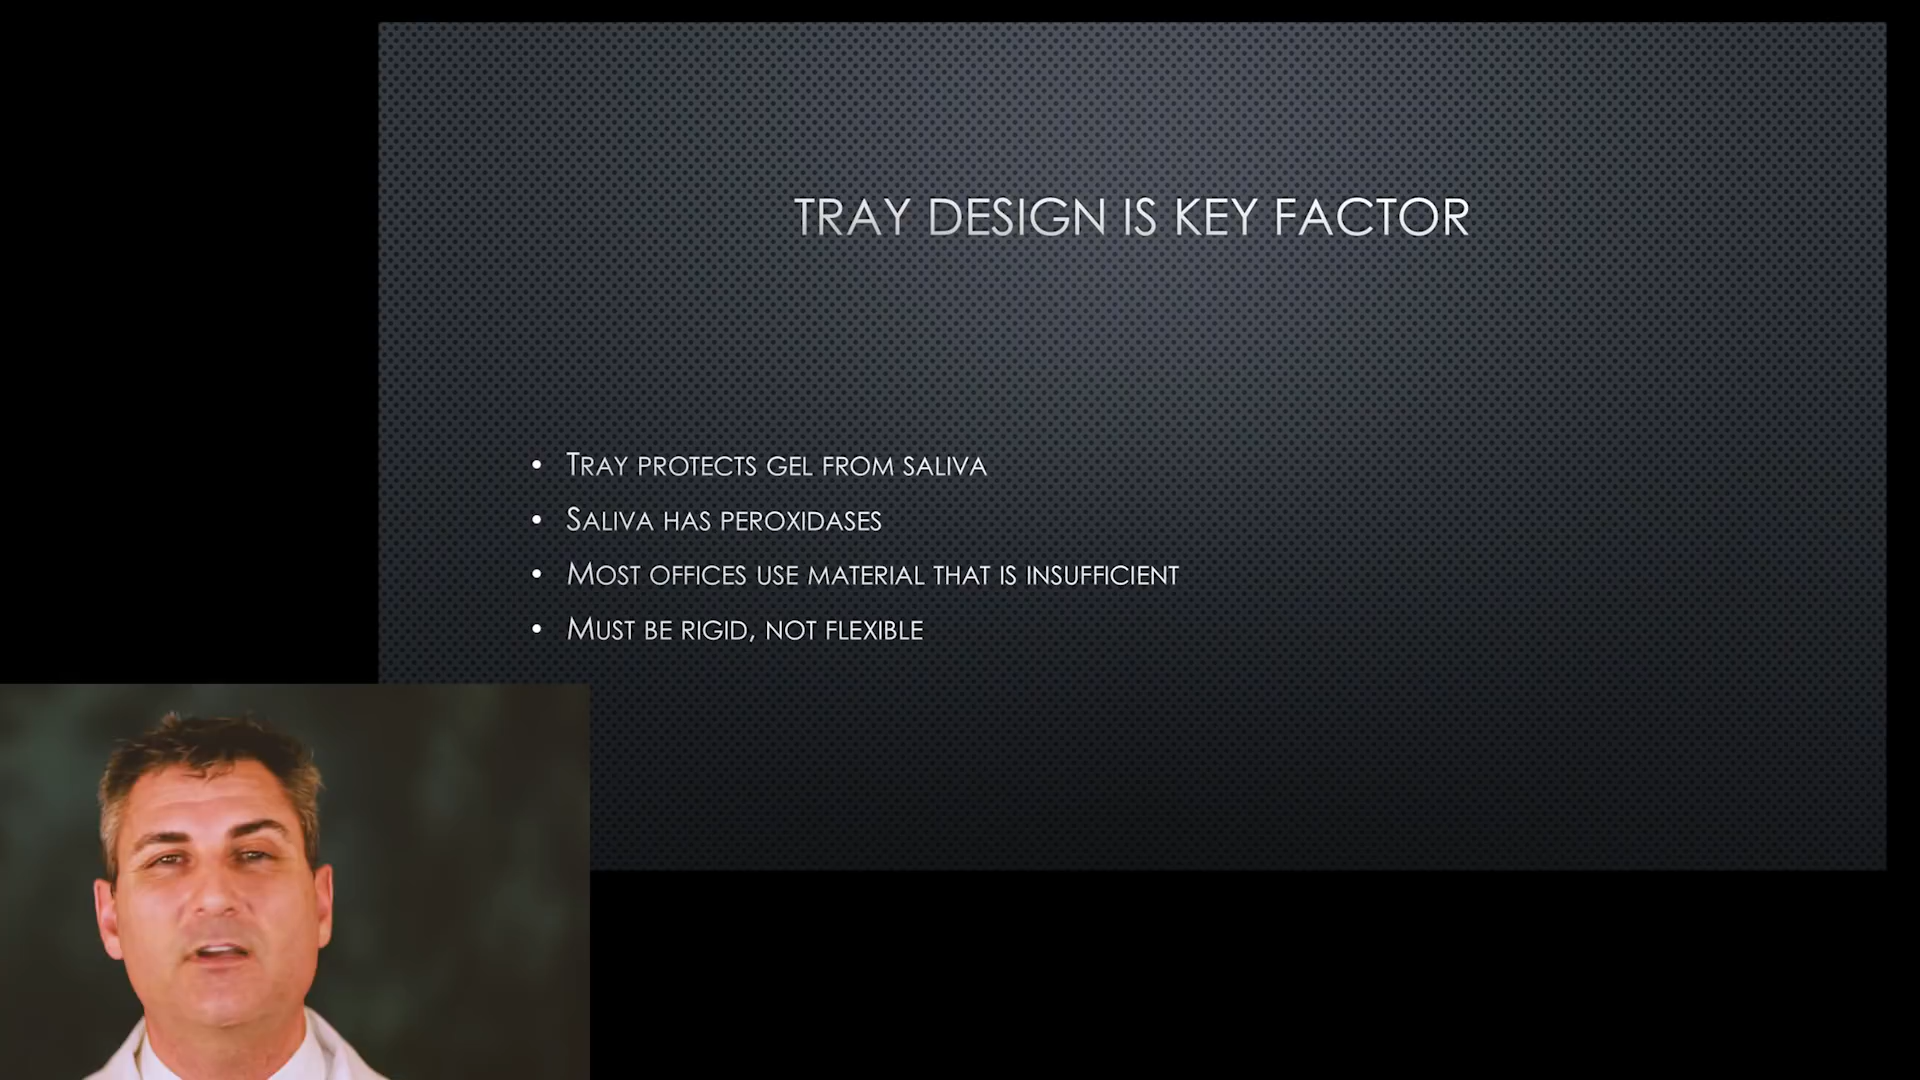 TRAY DESIGN IS KEY FACTOR
• TRAY PROTECTS GEL FROM SALIVA
• SALIVA HAS PEROXIDASES
• MOST OFFICES USE MATERIAL THAT IS INSUFFICIENT
• MUST BE RIGID, NOT FLEXIBLE